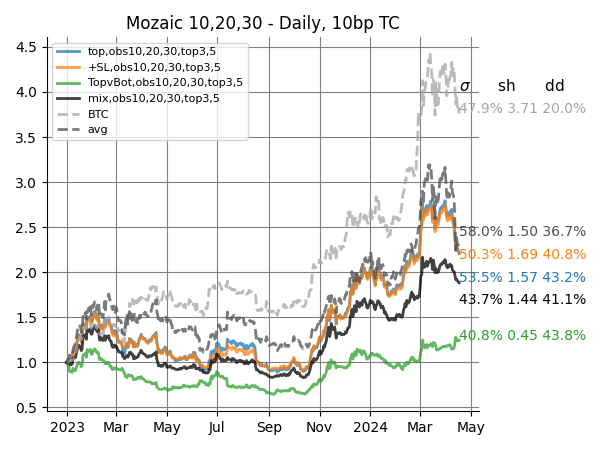 Mozaic 10,20,30 - Daily, 10bp TC
top,obs10,20,30,top3,5
+SL,obs10,20,30,top3,5
TopvBot,obs10,20,30,top3,5
mix,obs10,20,30,top3,5
BTC
avg
σ sh dd
47.9% 3.71 20.0%
58.0% 1.50 36.7%
50.3% 1.69 40.8%
53.5% 1.57 43.2%
43.7% 1.44 41.1%
40.8% 0.45 43.8%
4.5
4.0
3.5
3.0
2.5
2.0
1.5
1.0
0.5
2023 Mar May Jul Sep Nov 2024 Mar May